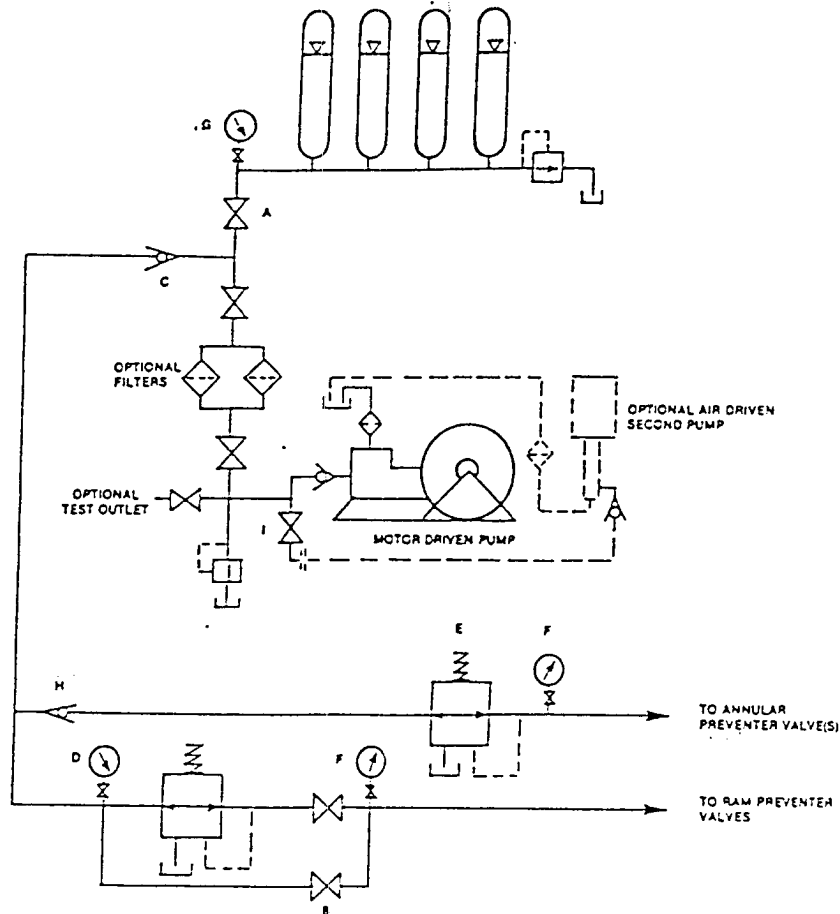 G
A
C
OPTIONAL
FILTERS
OPTIONAL AIR DRIVEN
SECOND PUMP
OPTIONAL
TEST OUTLET
I
MOTOR DRIVEN PUMP
E
F
H
TO ANNULAR
PREVENTER VALVE(S)
D
F
TO RAM PREVENTER
VALVES
B